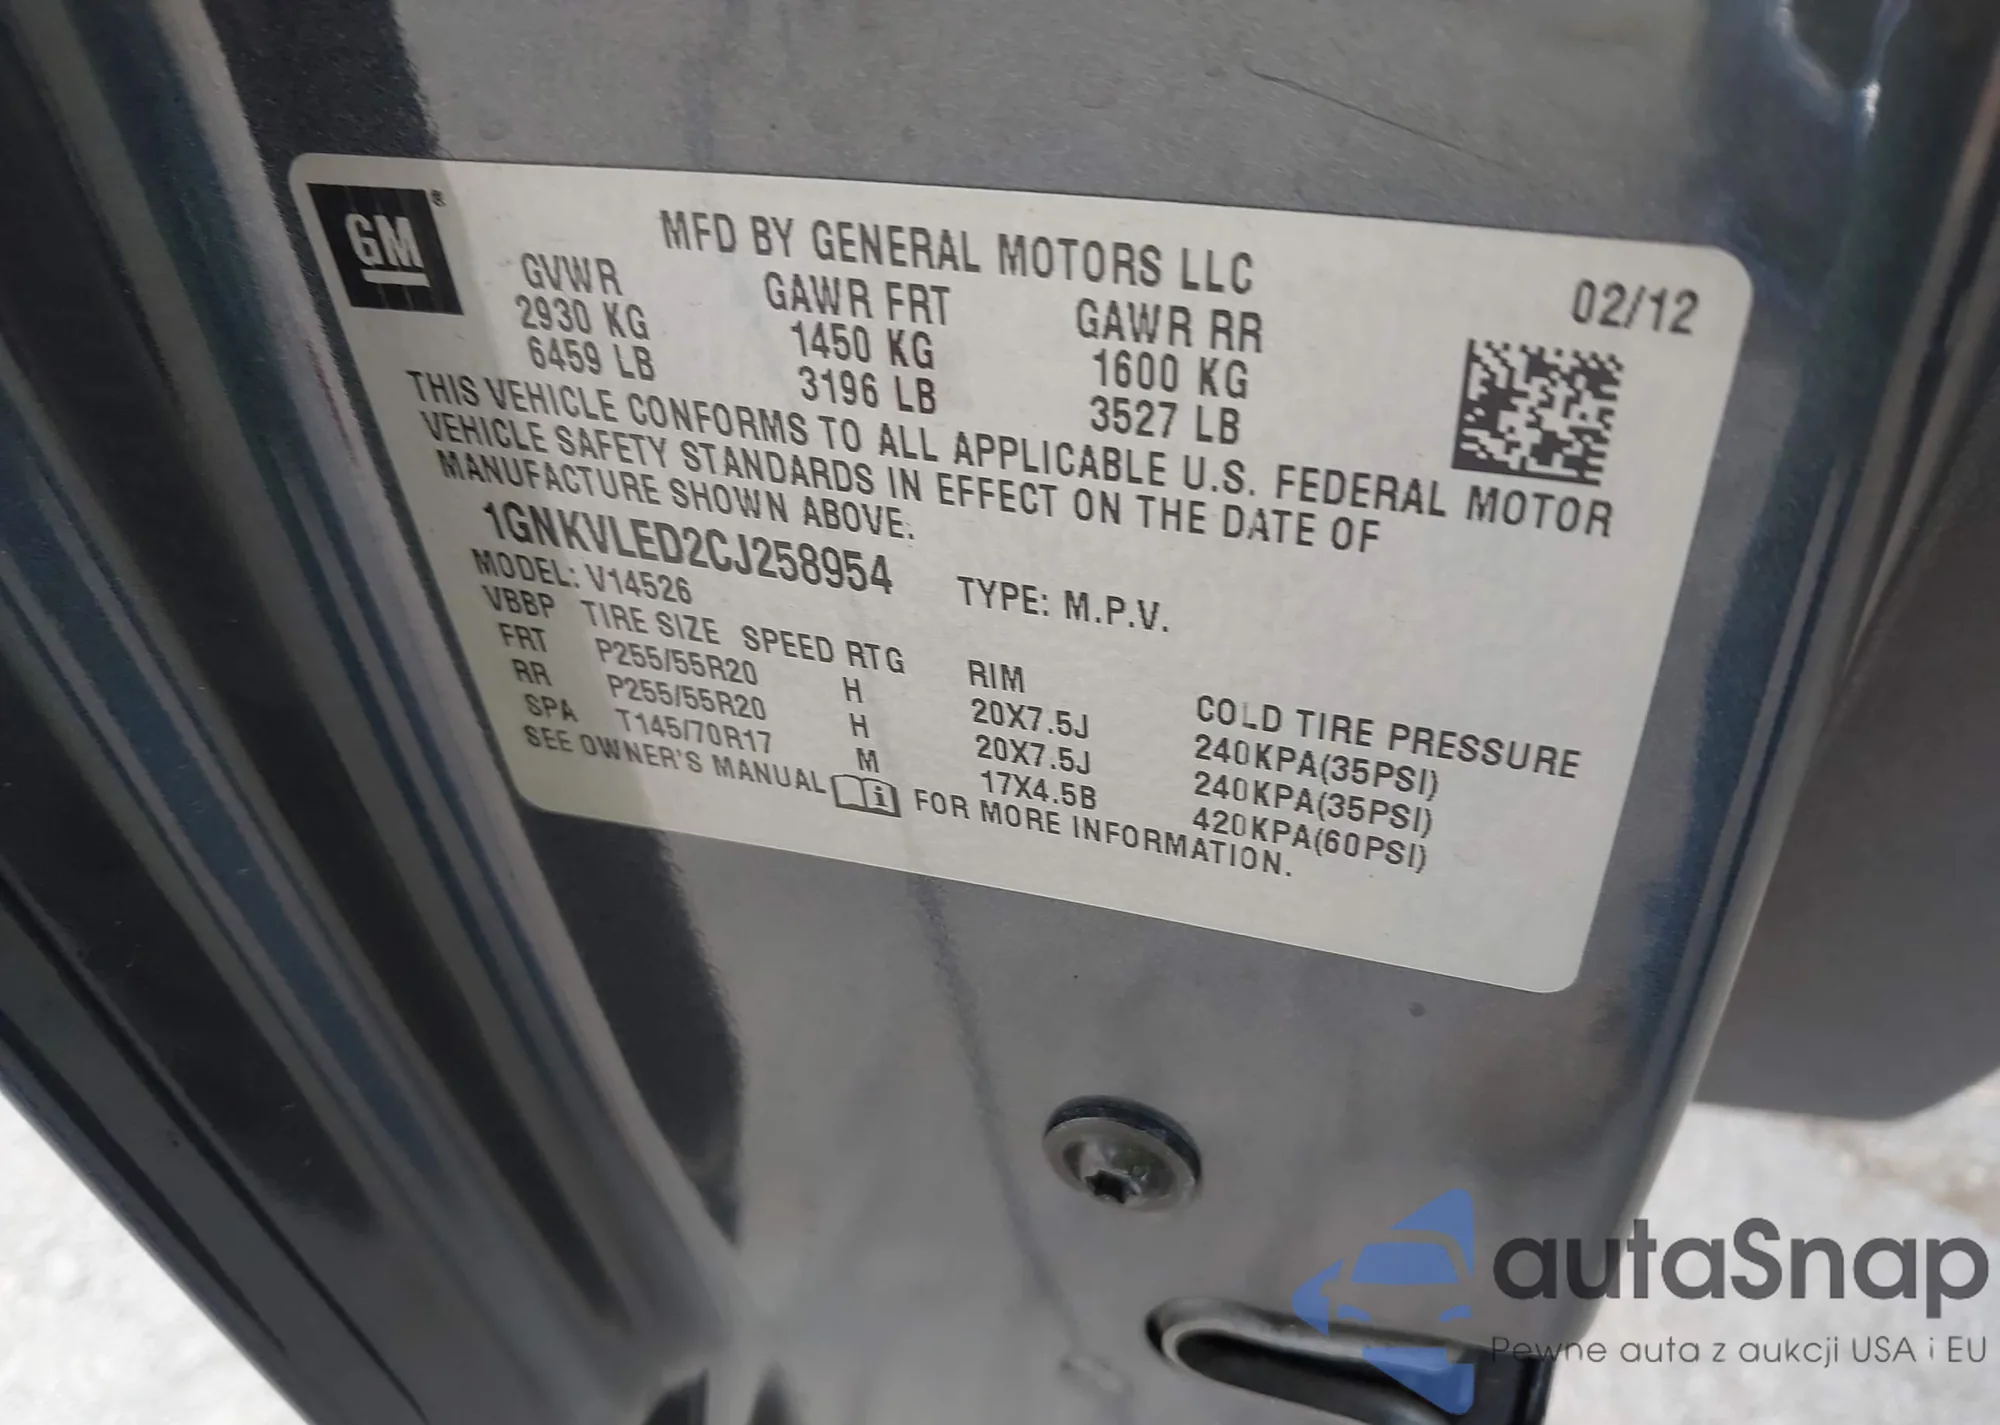 GM®
MFD BY GENERAL MOTORS LLC
02/12
GVWR GAWR FRT GAWR RR
2930 KG 1450 KG 1600 KG
6459 LB 3196 LB 3527 LB
THIS VEHICLE CONFORMS TO ALL APPLICABLE U.S. FEDERAL MOTOR
VEHICLE SAFETY STANDARDS IN EFFECT ON THE DATE OF
MANUFACTURE SHOWN ABOVE.
1GNKVLED2CJ258954 TYPE: M.P.V.
MODEL: V14526
VBBP TIRE SIZE SPEED RTG RIM COLD TIRE PRESSURE
FRT P255/55R20 H 20X7.5J 240KPA(35PSI)
RR P255/55R20 H 20X7.5J 240KPA(35PSI)
SPA T145/70R17 M 17X4.5B 420KPA(60PSI)
SEE OWNER'S MANUAL i FOR MORE INFORMATION.
autaSnap
Pewne auta z aukcji USA i EU